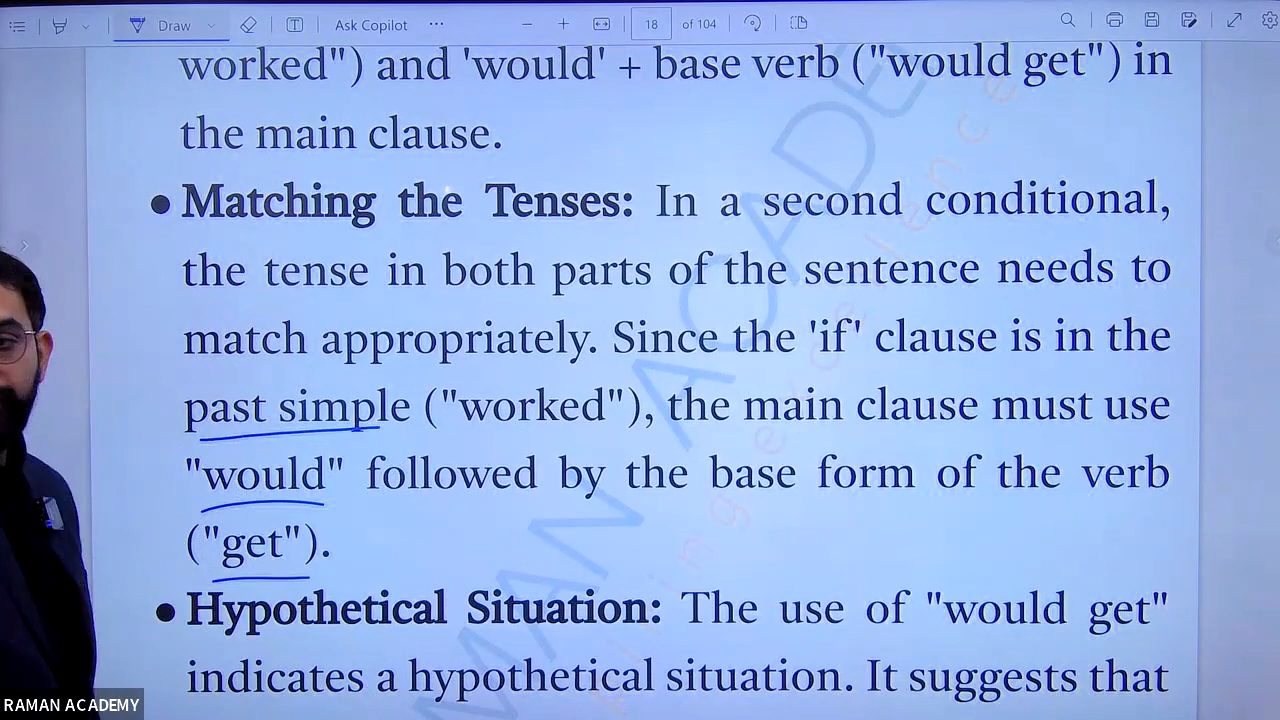 Draw
Ask Copilot
18 of 104
worked") and 'would' + base verb ("would get") in
the main clause.
● Matching the Tenses: In a second conditional,
the tense in both parts of the sentence needs to
match appropriately. Since the 'if' clause is in the
past simple ("worked"), the main clause must use
"would" followed by the base form of the verb
("get").
● Hypothetical Situation: The use of "would get"
indicates a hypothetical situation. It suggests that
RAMAN ACADEMY